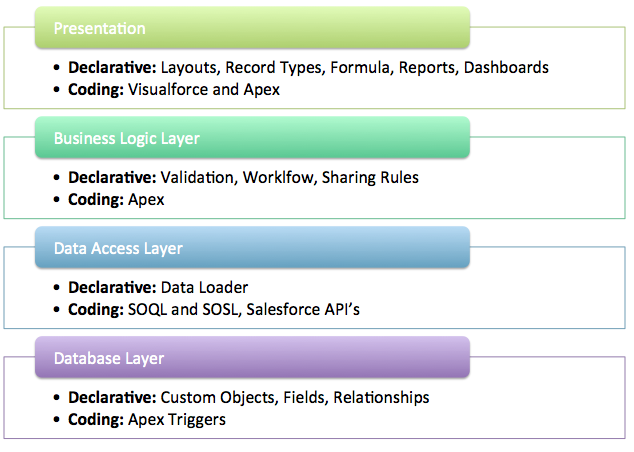 Presentation
• Declarative: Layouts, Record Types, Formula, Reports, Dashboards
• Coding: Visualforce and Apex
Business Logic Layer
• Declarative: Validation, Worklfow, Sharing Rules
• Coding: Apex
Data Access Layer
• Declarative: Data Loader
• Coding: SOQL and SOSL, Salesforce API’s
Database Layer
• Declarative: Custom Objects, Fields, Relationships
• Coding: Apex Triggers